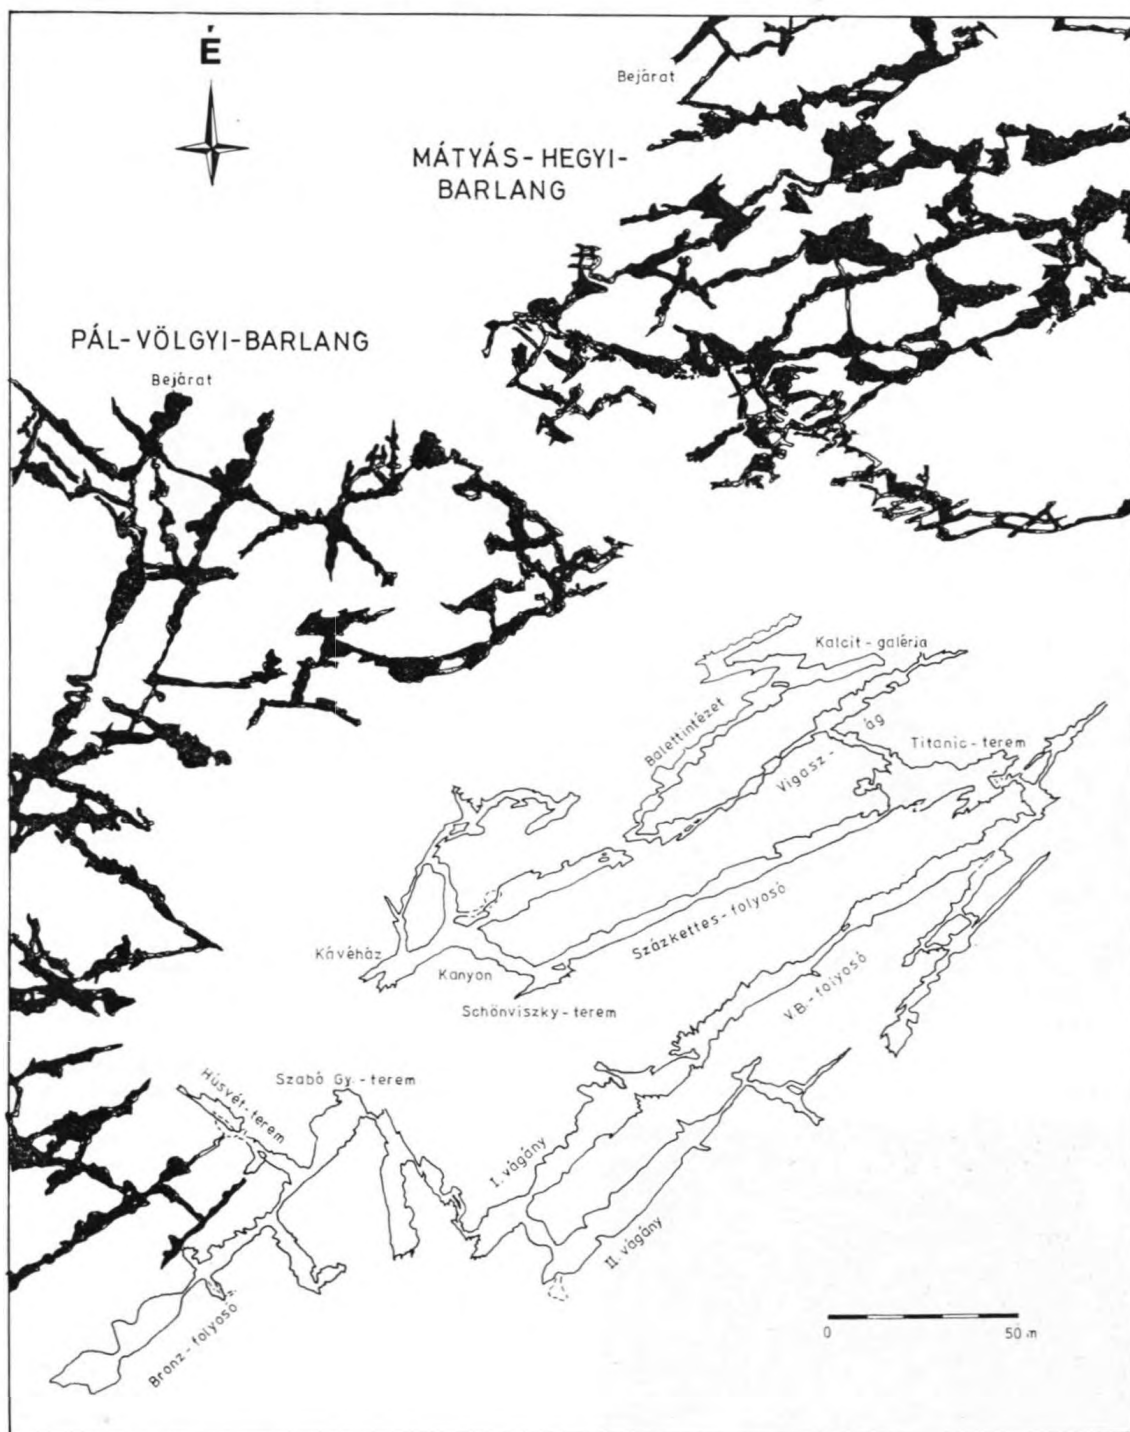 É
Bejárat
MÁTYÁS-HEGYI-
BARLANG
PÁL-VÖLGYI-BARLANG
Bejárat
Kalcit-galéria
Balettintézet
Vigasz-
ág
Titanic-terem
Százkettes-folyosó
Kávéház
Kanyon
Schönviszky-terem
V.B.-folyosó
Húsvét-terem
Szabó Gy.-terem
I. vágány
II. vágány
Bronz-folyosó
0
50 m